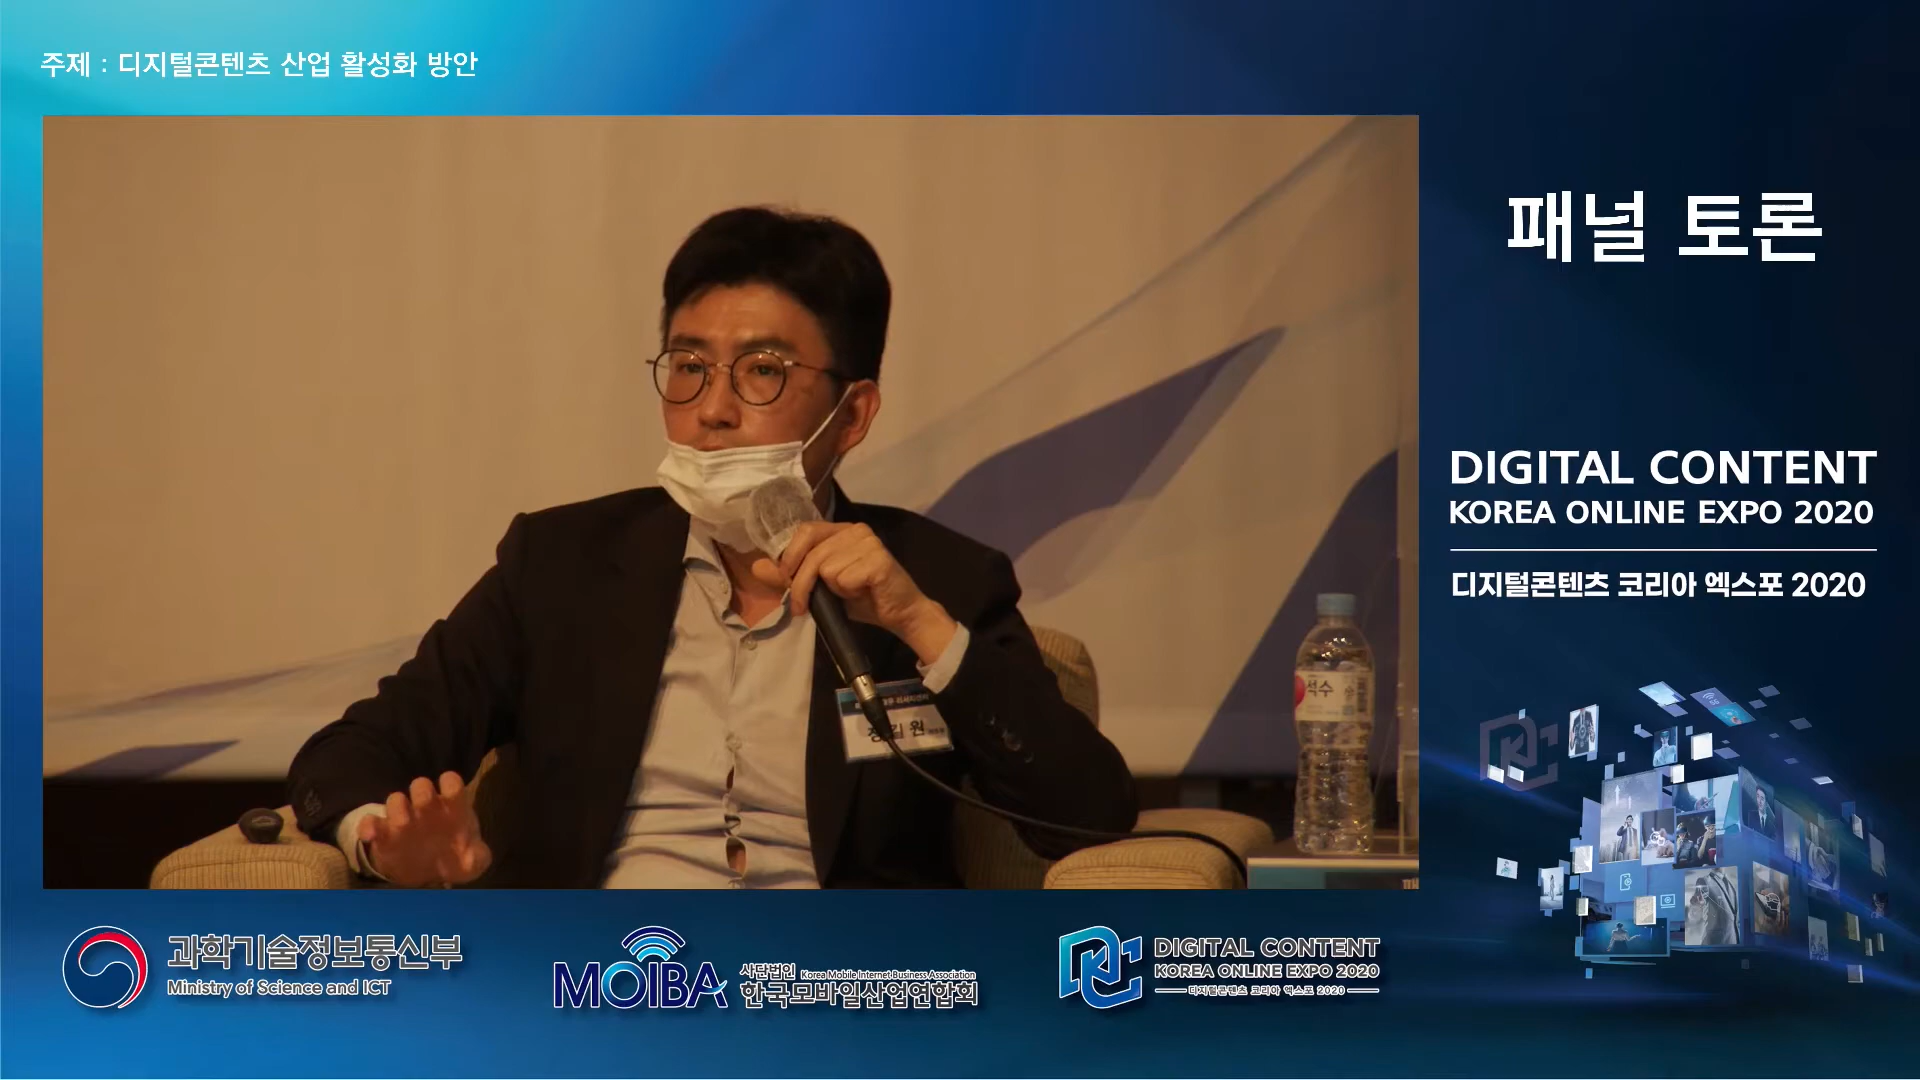 주제 : 디지털콘텐츠 산업 활성화 방안
패널 토론
DIGITAL CONTENT
KOREA ONLINE EXPO 2020
디지털콘텐츠 코리아 엑스포 2020
길 원
석수
과학기술정보통신부
Ministry of Science and ICT
MOIBA
사단법인 Korea Mobile Internet Business Association
한국모바일산업연합회
DIGITAL CONTENT
KOREA ONLINE EXPO 2020
디지털콘텐츠 코리아 엑스포 2020